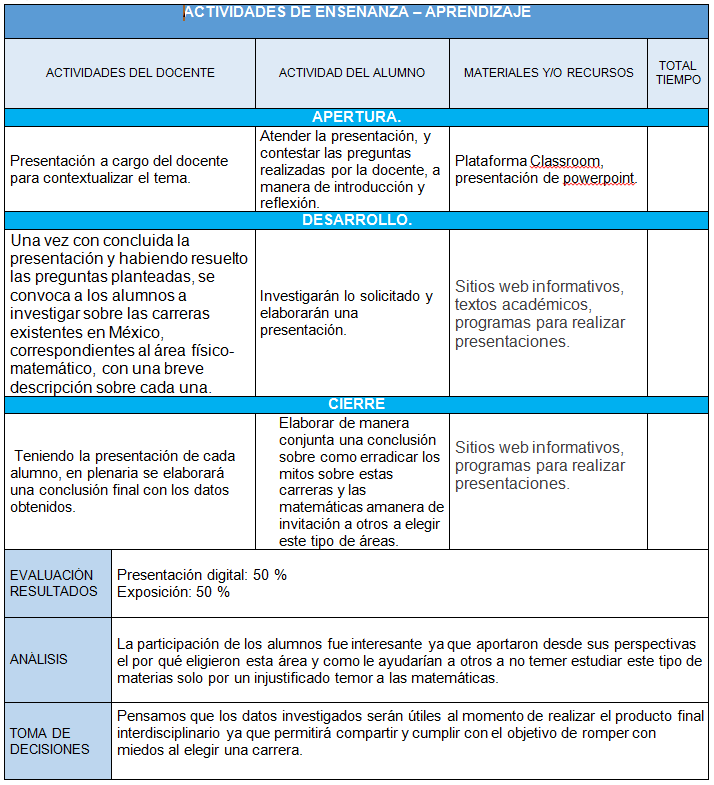 ACTIVIDADES DE ENSEÑANZA – APRENDIZAJE
ACTIVIDADES DEL DOCENTE
ACTIVIDAD DEL ALUMNO
MATERIALES Y/O RECURSOS
TOTAL
TIEMPO
APERTURA.
Presentación a cargo del docente
para contextualizar el tema.
Atender la presentación, y
contestar las preguntas
realizadas por la docente, a
manera de introducción y
reflexión.
Plataforma Classroom,
presentación de powerpoint.
DESARROLLO.
Una vez con concluida la
presentación y habiendo resuelto
las preguntas planteadas, se
convoca a los alumnos a
investigar sobre las carreras
existentes en México,
correspondientes al área físico-
matemático, con una breve
descripción sobre cada una.
Investigarán lo solicitado y
elaborarán una
presentación.
Sitios web informativos,
textos académicos,
programas para realizar
presentaciones.
CIERRE
Teniendo la presentación de cada
alumno, en plenaria se elaborará
una conclusión final con los datos
obtenidos.
Elaborar de manera
conjunta una conclusión
sobre como erradicar los
mitos sobre estas
carreras y las
matemáticas amanera de
invitación a otros a elegir
este tipo de áreas.
Sitios web informativos,
programas para realizar
presentaciones.
EVALUACIÓN
RESULTADOS
Presentación digital: 50 %
Exposición: 50 %
ANÀLISIS
La participación de los alumnos fue interesante ya que aportaron desde sus perspectivas
el por qué eligieron esta área y como le ayudarían a otros a no temer estudiar este tipo de
materias solo por un injustificado temor a las matemáticas.
TOMA DE
DECISIONES
Pensamos que los datos investigados serán útiles al momento de realizar el producto final
interdisciplinario ya que permitirá compartir y cumplir con el objetivo de romper con
miedos al elegir una carrera.